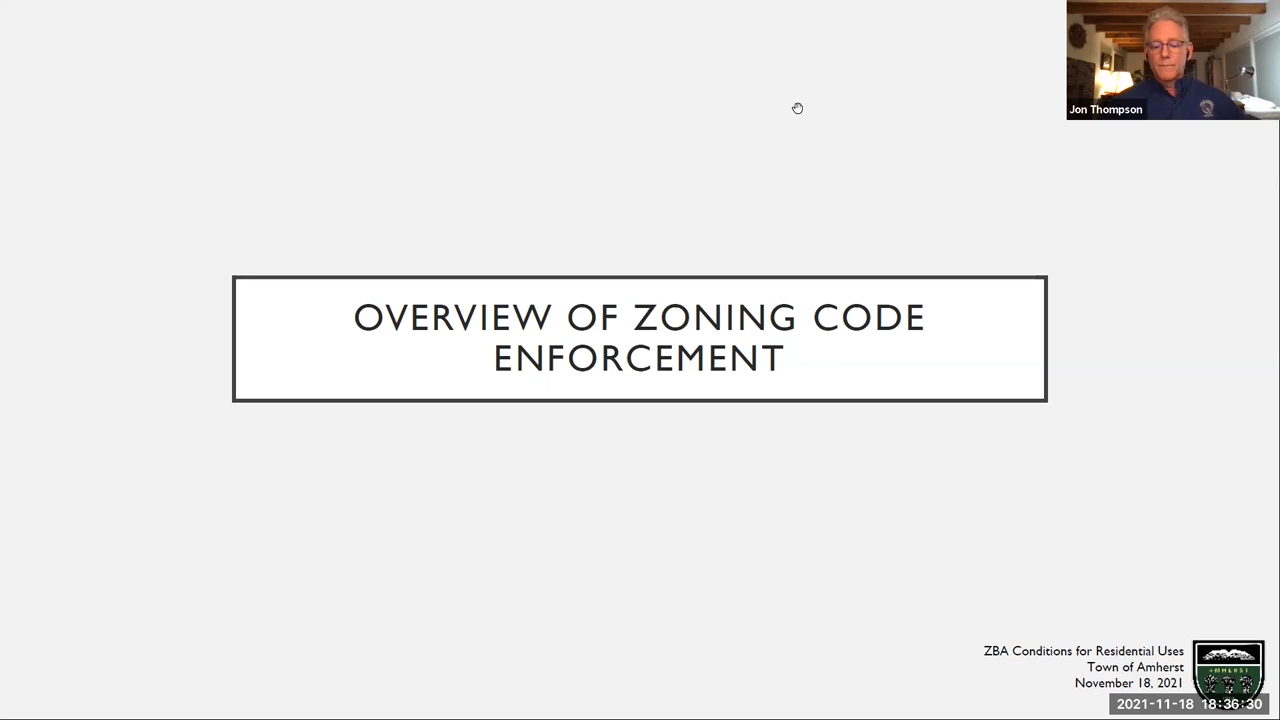 Jon Thompson
OVERVIEW OF ZONING CODE
ENFORCEMENT
ZBA Conditions for Residential Uses
Town of Amherst
November 18, 2021
AMHERST
2021-11-18 18:36:30